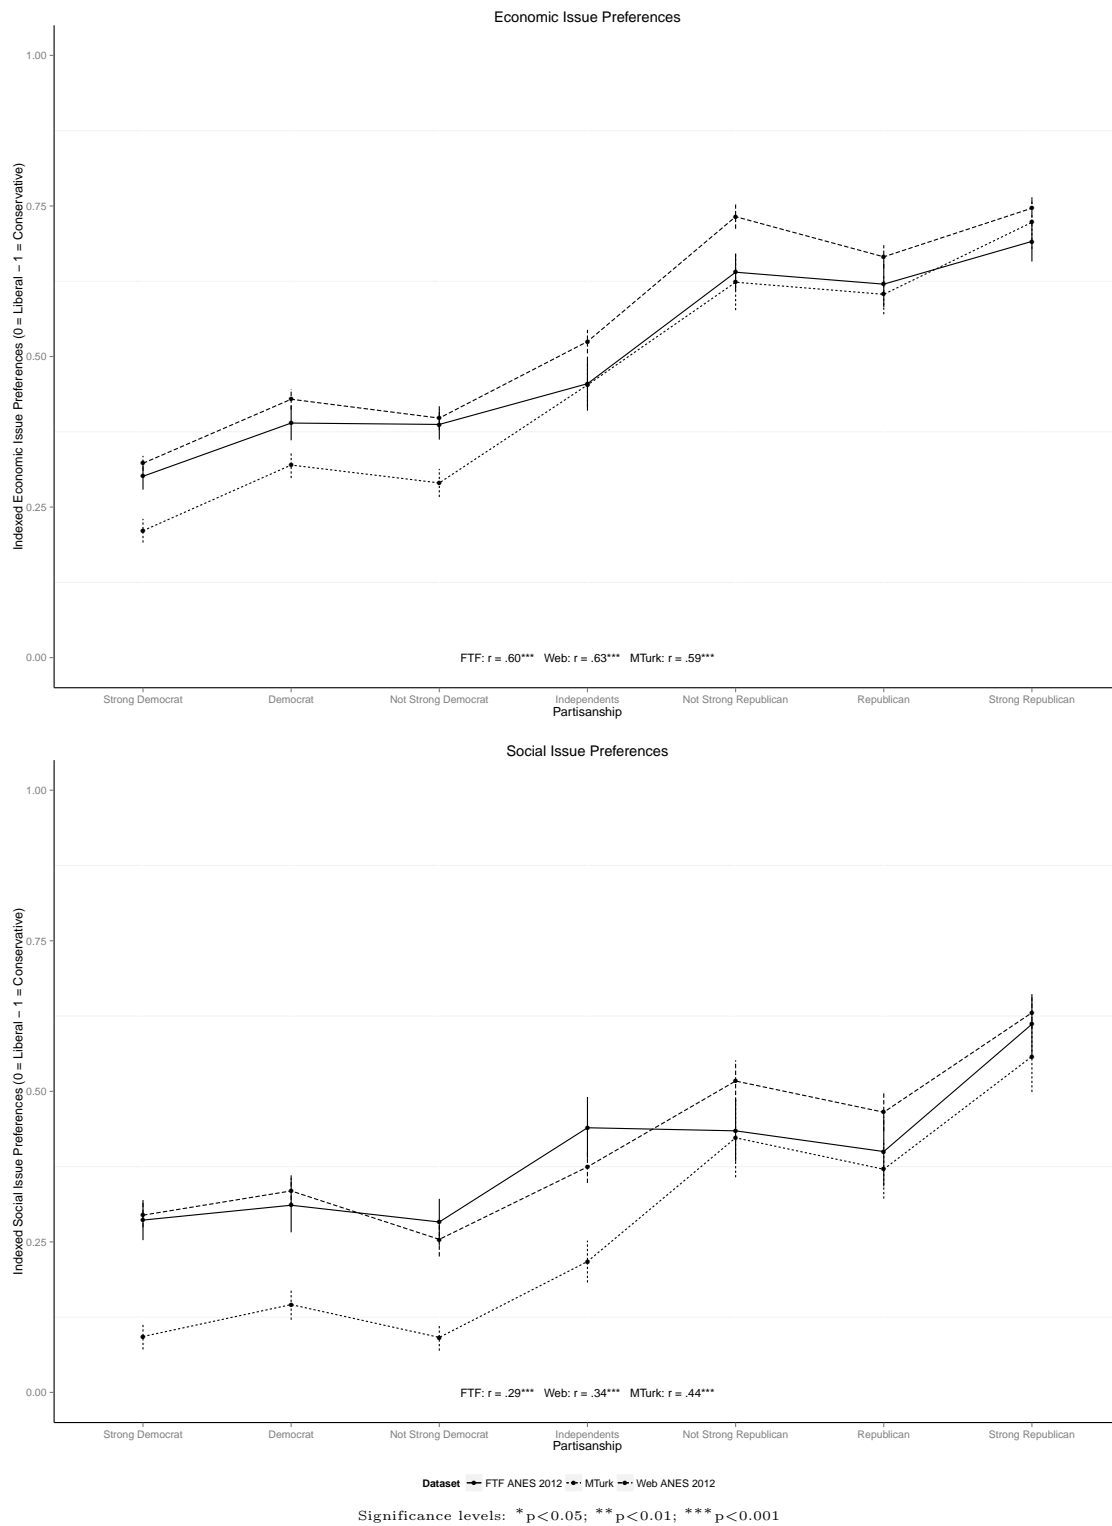 Economic Issue Preferences
Indexed Economic Issue Preferences (0 = Liberal − 1 = Conservative)
1.00
0.75
0.50
0.25
0.00
FTF: r = .60*** Web: r = .63*** MTurk: r = .59***
Strong Democrat Democrat Not Strong Democrat Independents Not Strong Republican Republican Strong Republican
Partisanship
Social Issue Preferences
Indexed Social Issue Preferences (0 = Liberal − 1 = Conservative)
1.00
0.75
0.50
0.25
0.00
FTF: r = .29*** Web: r = .34*** MTurk: r = .44***
Strong Democrat Democrat Not Strong Democrat Independents Not Strong Republican Republican Strong Republican
Partisanship
Dataset FTF ANES 2012 MTurk Web ANES 2012
Significance levels: *p<0.05; **p<0.01; ***p<0.001